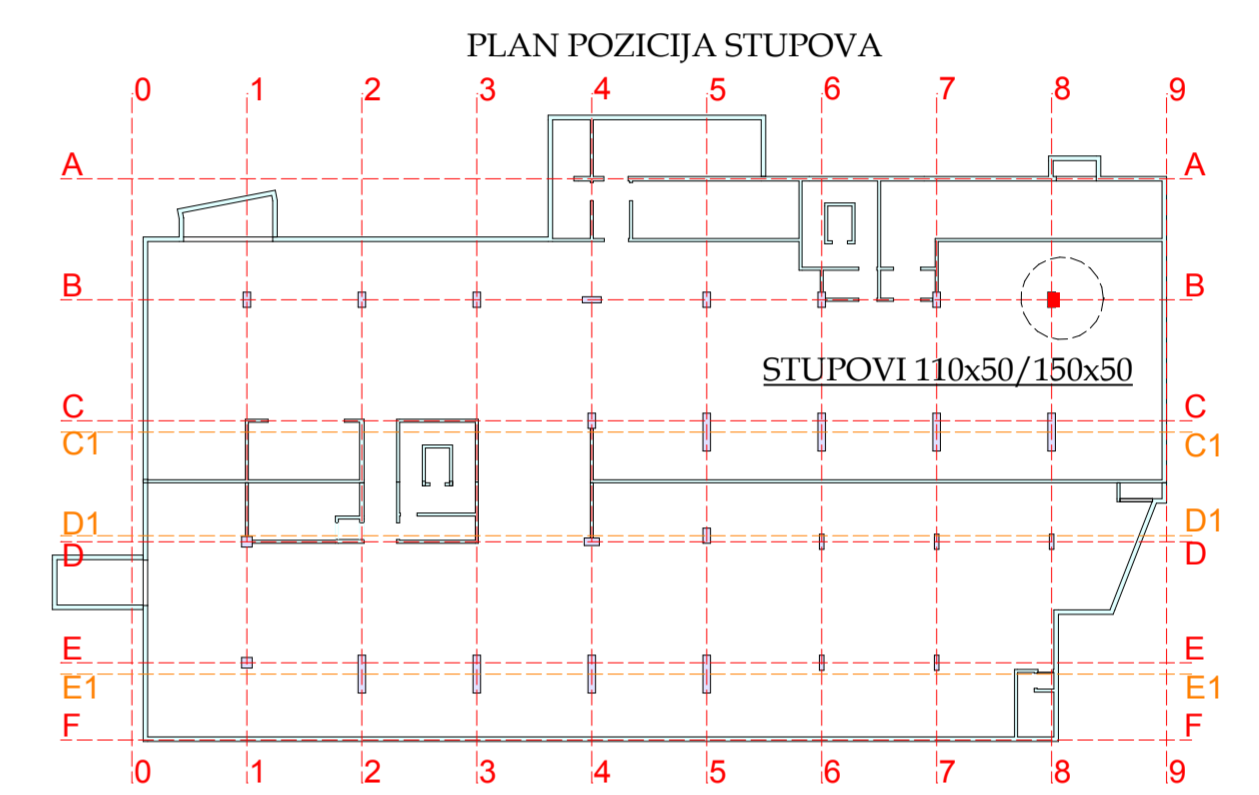 PLAN POZICIJA STUPOVA
0 1 2 3 4 5 6 7 8 9
A A
B B
STUPOVI 110x50/150x50
C C
C1 C1
D1 D1
D D
E E
E1 E1
F F
0 1 2 3 4 5 6 7 8 9